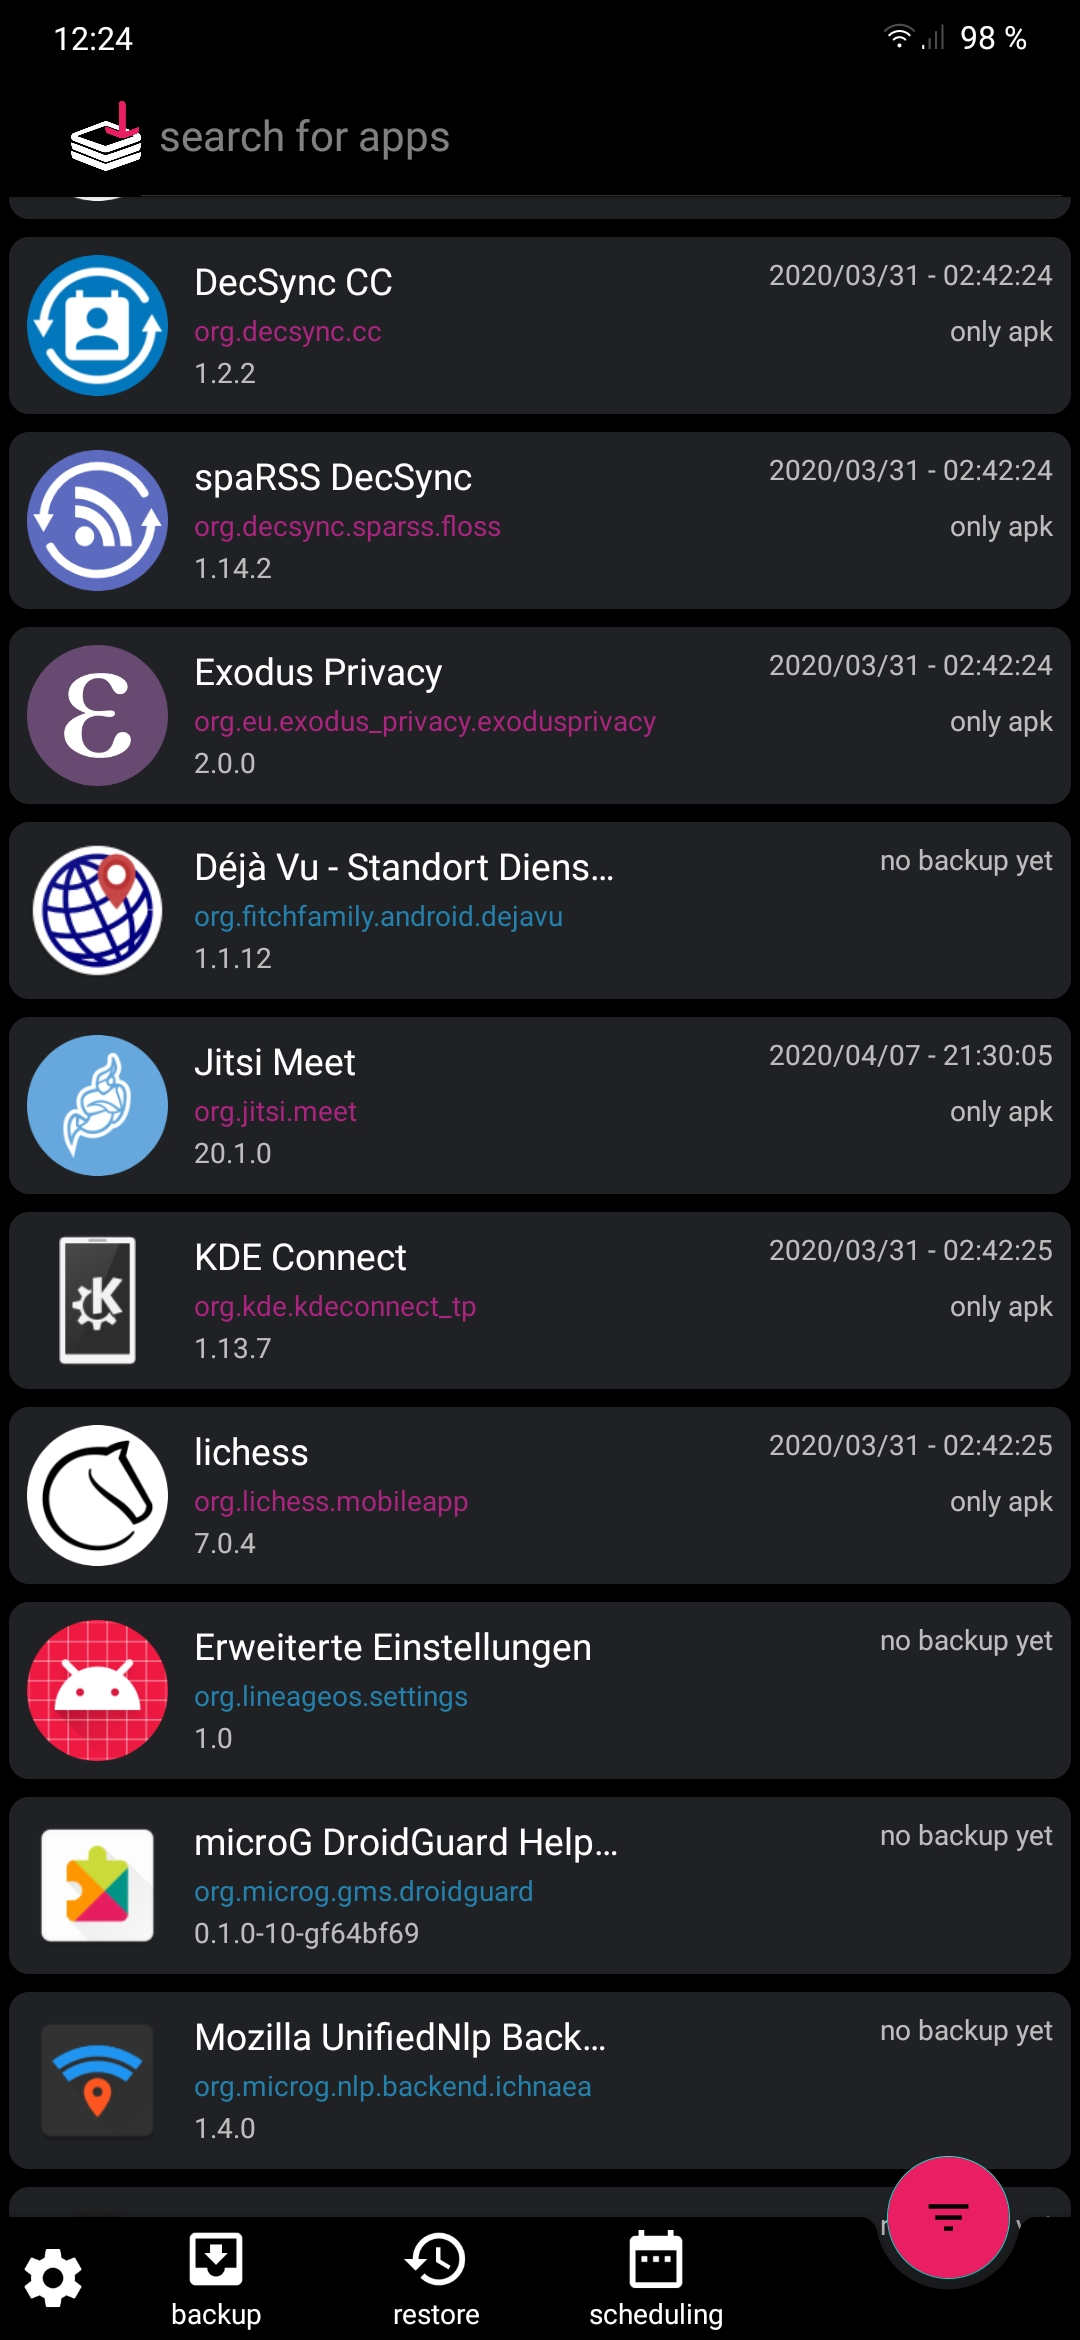 12:24
98 %
search for apps
DecSync CC
2020/03/31 - 02:42:24
org.decsync.cc
only apk
1.2.2
spaRSS DecSync
2020/03/31 - 02:42:24
org.decsync.sparss.floss
only apk
1.14.2
Exodus Privacy
2020/03/31 - 02:42:24
org.eu.exodus_privacy.exodusprivacy
only apk
2.0.0
Déjà Vu - Standort Diens...
no backup yet
org.fitchfamily.android.dejavu
1.1.12
Jitsi Meet
2020/04/07 - 21:30:05
org.jitsi.meet
only apk
20.1.0
KDE Connect
2020/03/31 - 02:42:25
org.kde.kdeconnect_tp
only apk
1.13.7
lichess
2020/03/31 - 02:42:25
org.lichess.mobileapp
only apk
7.0.4
Erweiterte Einstellungen
no backup yet
org.lineageos.settings
1.0
microG DroidGuard Help...
no backup yet
org.microg.gms.droidguard
0.1.0-10-gf64bf69
Mozilla UnifiedNlp Back...
no backup yet
org.microg.nlp.backend.ichnaea
1.4.0
backup
restore
scheduling